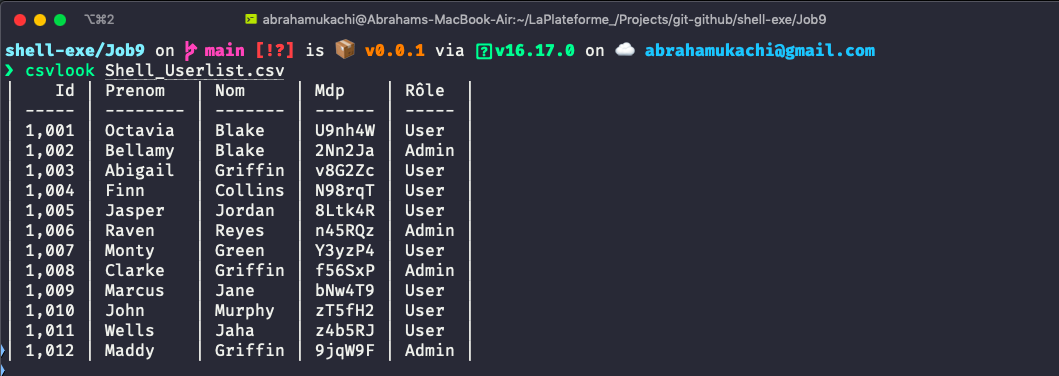 ⌥⌘2 abrahamukachi@Abrahams-MacBook-Air:~/LaPlateforme_/Projects/git-github/shell-exe/Job9
shell-exe/Job9 on main [!?] is 📦 v0.0.1 via v16.17.0 on ☁️ abrahamukachi@gmail.com
❯ csvlook Shell_Userlist.csv
| Id | Prenom | Nom | Mdp | Rôle |
| ----- | -------- | ------- | ------ | ----- |
| 1,001 | Octavia | Blake | U9nh4W | User |
| 1,002 | Bellamy | Blake | 2Nn2Ja | Admin |
| 1,003 | Abigail | Griffin | v8G2Zc | User |
| 1,004 | Finn | Collins | N98rqT | User |
| 1,005 | Jasper | Jordan | 8Ltk4R | User |
| 1,006 | Raven | Reyes | n45RQz | Admin |
| 1,007 | Monty | Green | Y3yzP4 | User |
| 1,008 | Clarke | Griffin | f56SxP | Admin |
| 1,009 | Marcus | Jane | bNw4T9 | User |
| 1,010 | John | Murphy | zT5fH2 | User |
| 1,011 | Wells | Jaha | z4b5RJ | User |
| 1,012 | Maddy | Griffin | 9jqW9F | Admin |